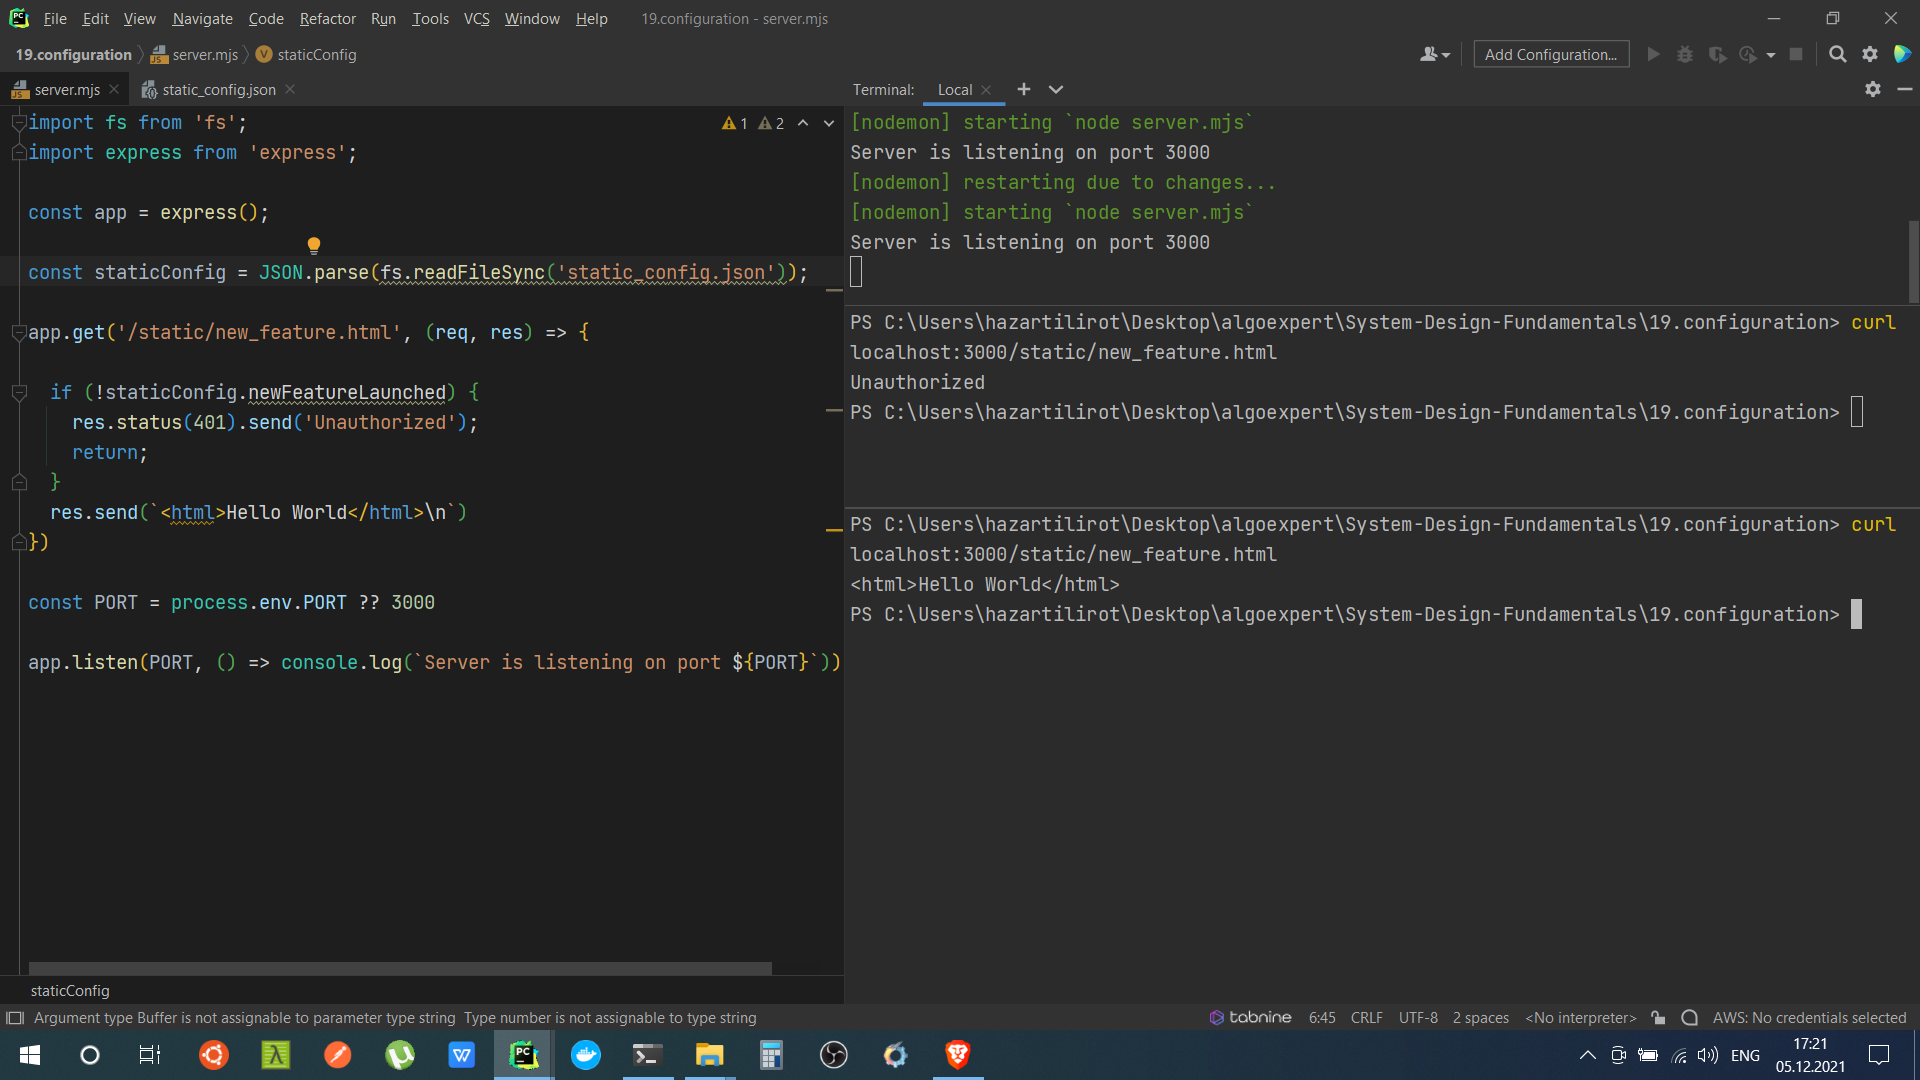 File Edit View Navigate Code Refactor Run Tools VCS Window Help 19.configuration - server.mjs
19.configuration server.mjs staticConfig
Add Configuration...
server.mjs static_config.json
import fs from 'fs';
import express from 'express';
const app = express();
const staticConfig = JSON.parse(fs.readFileSync('static_config.json'));
app.get('/static/new_feature.html', (req, res) => {
if (!staticConfig.newFeatureLaunched) {
res.status(401).send('Unauthorized');
return;
}
res.send(`<html>Hello World</html>\n`)
})
const PORT = process.env.PORT ?? 3000
app.listen(PORT, () => console.log(`Server is listening on port ${PORT}`))
1 2
staticConfig
Terminal: Local
[nodemon] starting `node server.mjs`
Server is listening on port 3000
[nodemon] restarting due to changes...
[nodemon] starting `node server.mjs`
Server is listening on port 3000
PS C:\Users\hazartilirot\Desktop\algoexpert\System-Design-Fundamentals\19.configuration> curl
localhost:3000/static/new_feature.html
Unauthorized
PS C:\Users\hazartilirot\Desktop\algoexpert\System-Design-Fundamentals\19.configuration>
PS C:\Users\hazartilirot\Desktop\algoexpert\System-Design-Fundamentals\19.configuration> curl
localhost:3000/static/new_feature.html
<html>Hello World</html>
PS C:\Users\hazartilirot\Desktop\algoexpert\System-Design-Fundamentals\19.configuration>
Argument type Buffer is not assignable to parameter type string Type number is not assignable to type string
tabnine 6:45 CRLF UTF-8 2 spaces <No interpreter> AWS: No credentials selected
ENG
17:21
05.12.2021